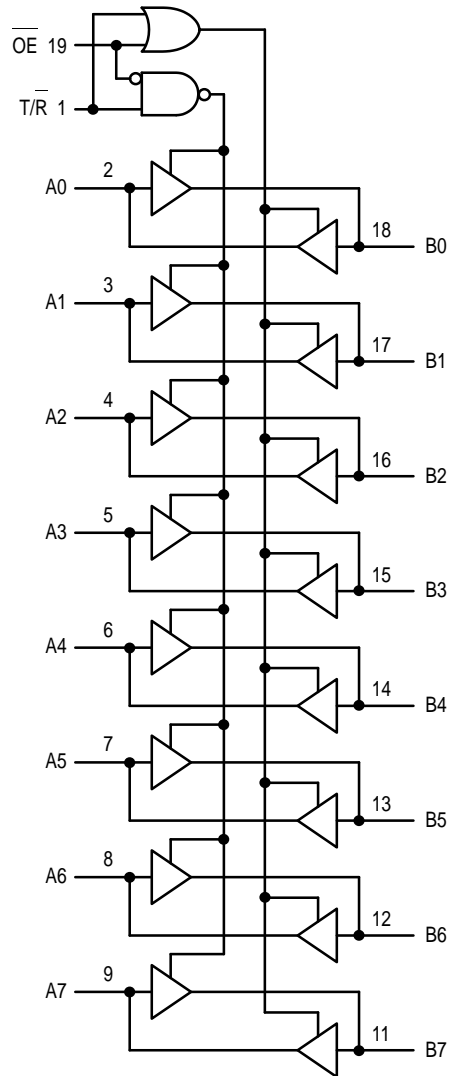 O̅E̅ 19
T/R̅ 1
A0 2
18 B0
A1 3
17 B1
A2 4
16 B2
A3 5
15 B3
A4 6
14 B4
A5 7
13 B5
A6 8
12 B6
A7 9
11 B7